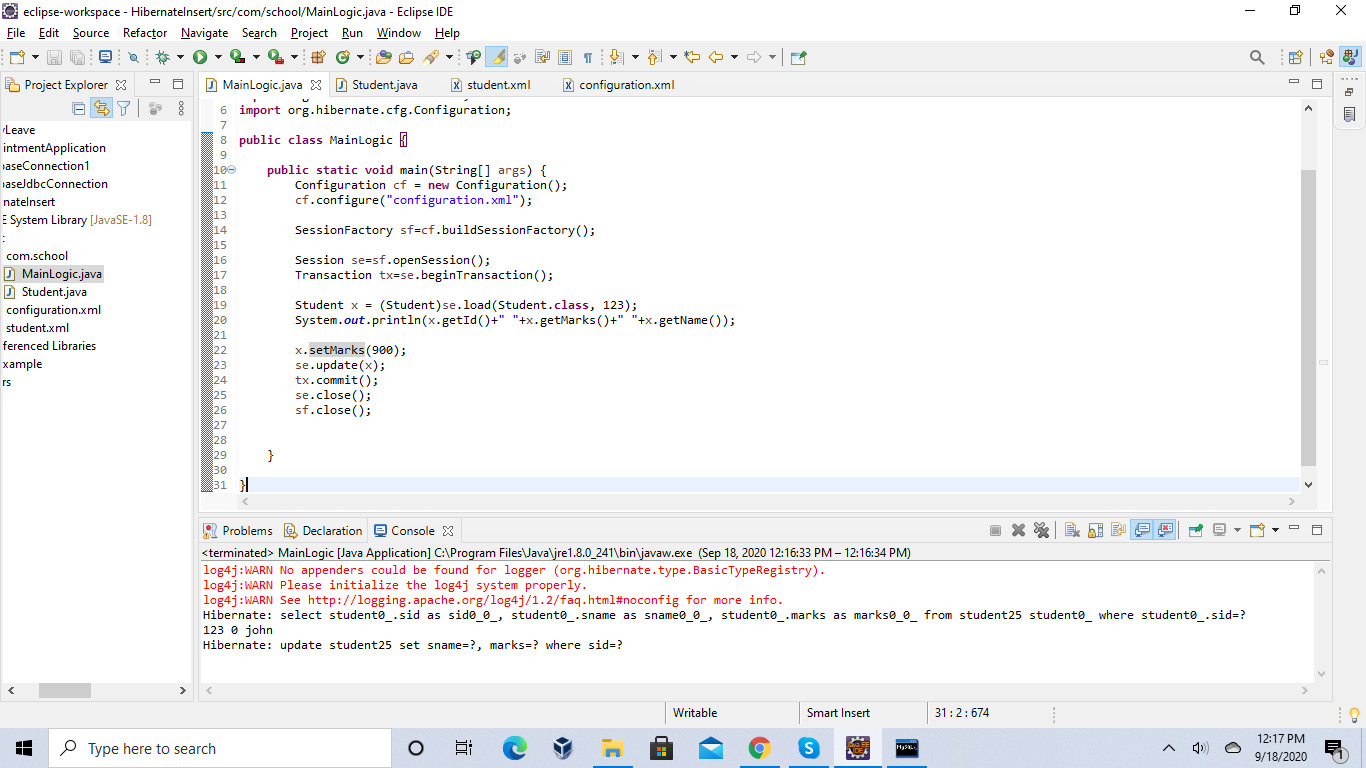 eclipse-workspace - HibernateInsert/src/com/school/MainLogic.java - Eclipse IDE
File Edit Source Refactor Navigate Search Project Run Window Help
Project Explorer
MainLogic.java Student.java student.xml configuration.xml
yLeave
intmentApplication
baseConnection1
baseJdbcConnection
rnateInsert
E System Library [JavaSE-1.8]
com.school
MainLogic.java
Student.java
configuration.xml
student.xml
ferenced Libraries
xample
rs
6 import org.hibernate.cfg.Configuration;
7
8 public class MainLogic {
9
10 public static void main(String[] args) {
11 Configuration cf = new Configuration();
12 cf.configure("configuration.xml");
13
14 SessionFactory sf=cf.buildSessionFactory();
15
16 Session se=sf.openSession();
17 Transaction tx=se.beginTransaction();
18
19 Student x = (Student)se.load(Student.class, 123);
20 System.out.println(x.getId()+" "+x.getMarks()+" "+x.getName());
21
22 x.setMarks(900);
23 se.update(x);
24 tx.commit();
25 se.close();
26 sf.close();
27
28
29 }
30
31 }
Problems Declaration Console
<terminated> MainLogic [Java Application] C:\Program Files\Java\jre1.8.0_241\bin\javaw.exe (Sep 18, 2020 12:16:33 PM – 12:16:34 PM)
log4j:WARN No appenders could be found for logger (org.hibernate.type.BasicTypeRegistry).
log4j:WARN Please initialize the log4j system properly.
log4j:WARN See http://logging.apache.org/log4j/1.2/faq.html#noconfig for more info.
Hibernate: select student0_.sid as sid0_0_, student0_.sname as sname0_0_, student0_.marks as marks0_0_ from student25 student0_ where student0_.sid=?
123 0 john
Hibernate: update student25 set sname=?, marks=? where sid=?
Writable Smart Insert 31 : 2 : 674
Type here to search
12:17 PM
9/18/2020
1